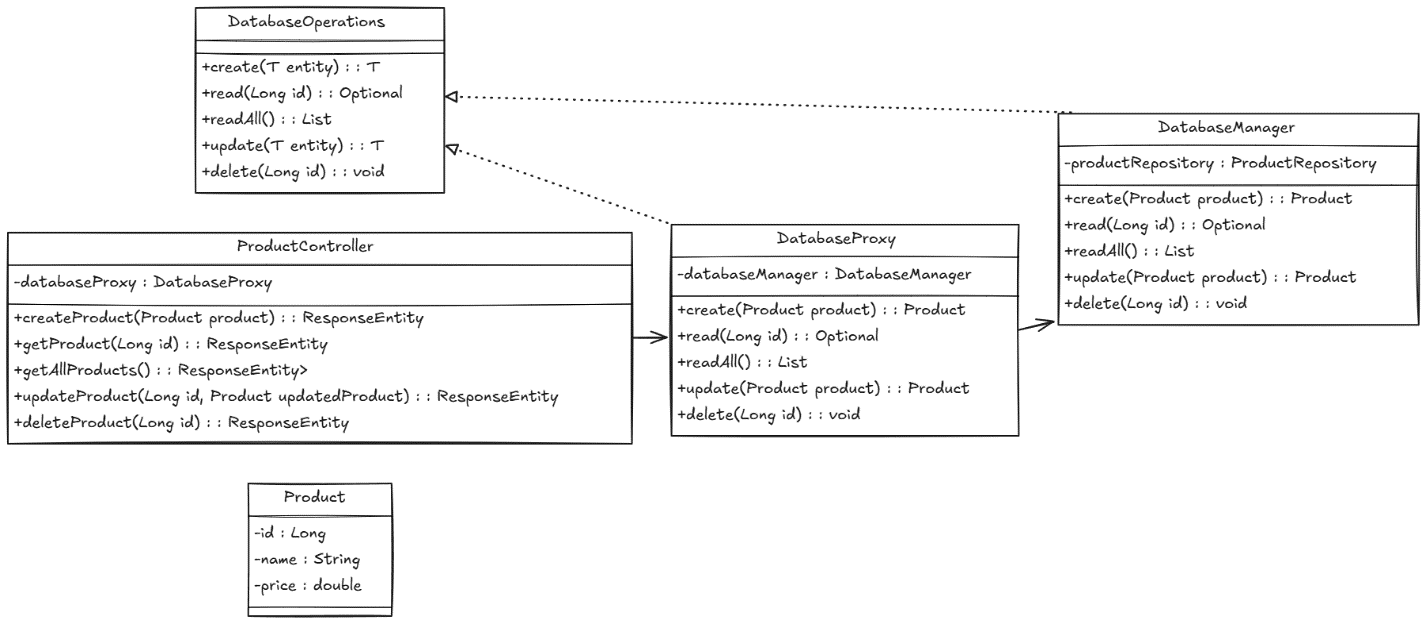 DatabaseOperations
+create(T entity) : : T
+read(Long id) : : Optional
+readAll() : : List
+update(T entity) : : T
+delete(Long id) : : void
DatabaseManager
-productRepository : ProductRepository
+create(Product product) : : Product
+read(Long id) : : Optional
+readAll() : : List
+update(Product product) : : Product
+delete(Long id) : : void
ProductController
-databaseProxy : DatabaseProxy
+createProduct(Product product) : : ResponseEntity
+getProduct(Long id) : : ResponseEntity
+getAllProducts() : : ResponseEntity>
+updateProduct(Long id, Product updatedProduct) : : ResponseEntity
+deleteProduct(Long id) : : ResponseEntity
DatabaseProxy
-databaseManager : DatabaseManager
+create(Product product) : : Product
+read(Long id) : : Optional
+readAll() : : List
+update(Product product) : : Product
+delete(Long id) : : void
Product
-id : Long
-name : String
-price : double